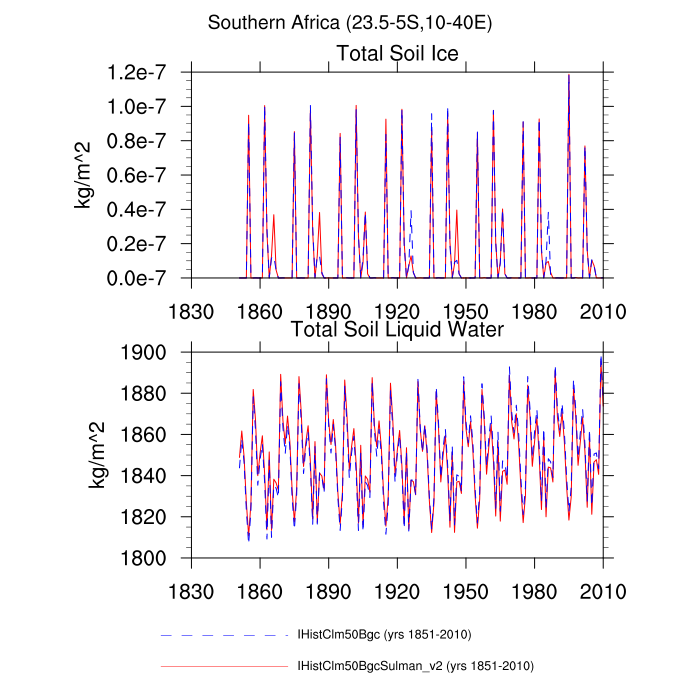 Southern Africa (23.5-5S,10-40E)
Total Soil Ice
1.2e-7
1.0e-7
0.8e-7
0.6e-7
0.4e-7
0.2e-7
0.0e-7
kg/m^2
1830 1860 1890 1920 1950 1980 2010
Total Soil Liquid Water
1900
1880
1860
1840
1820
1800
kg/m^2
1830 1860 1890 1920 1950 1980 2010
IHistClm50Bgc (yrs 1851-2010)
IHistClm50BgcSulman_v2 (yrs 1851-2010)